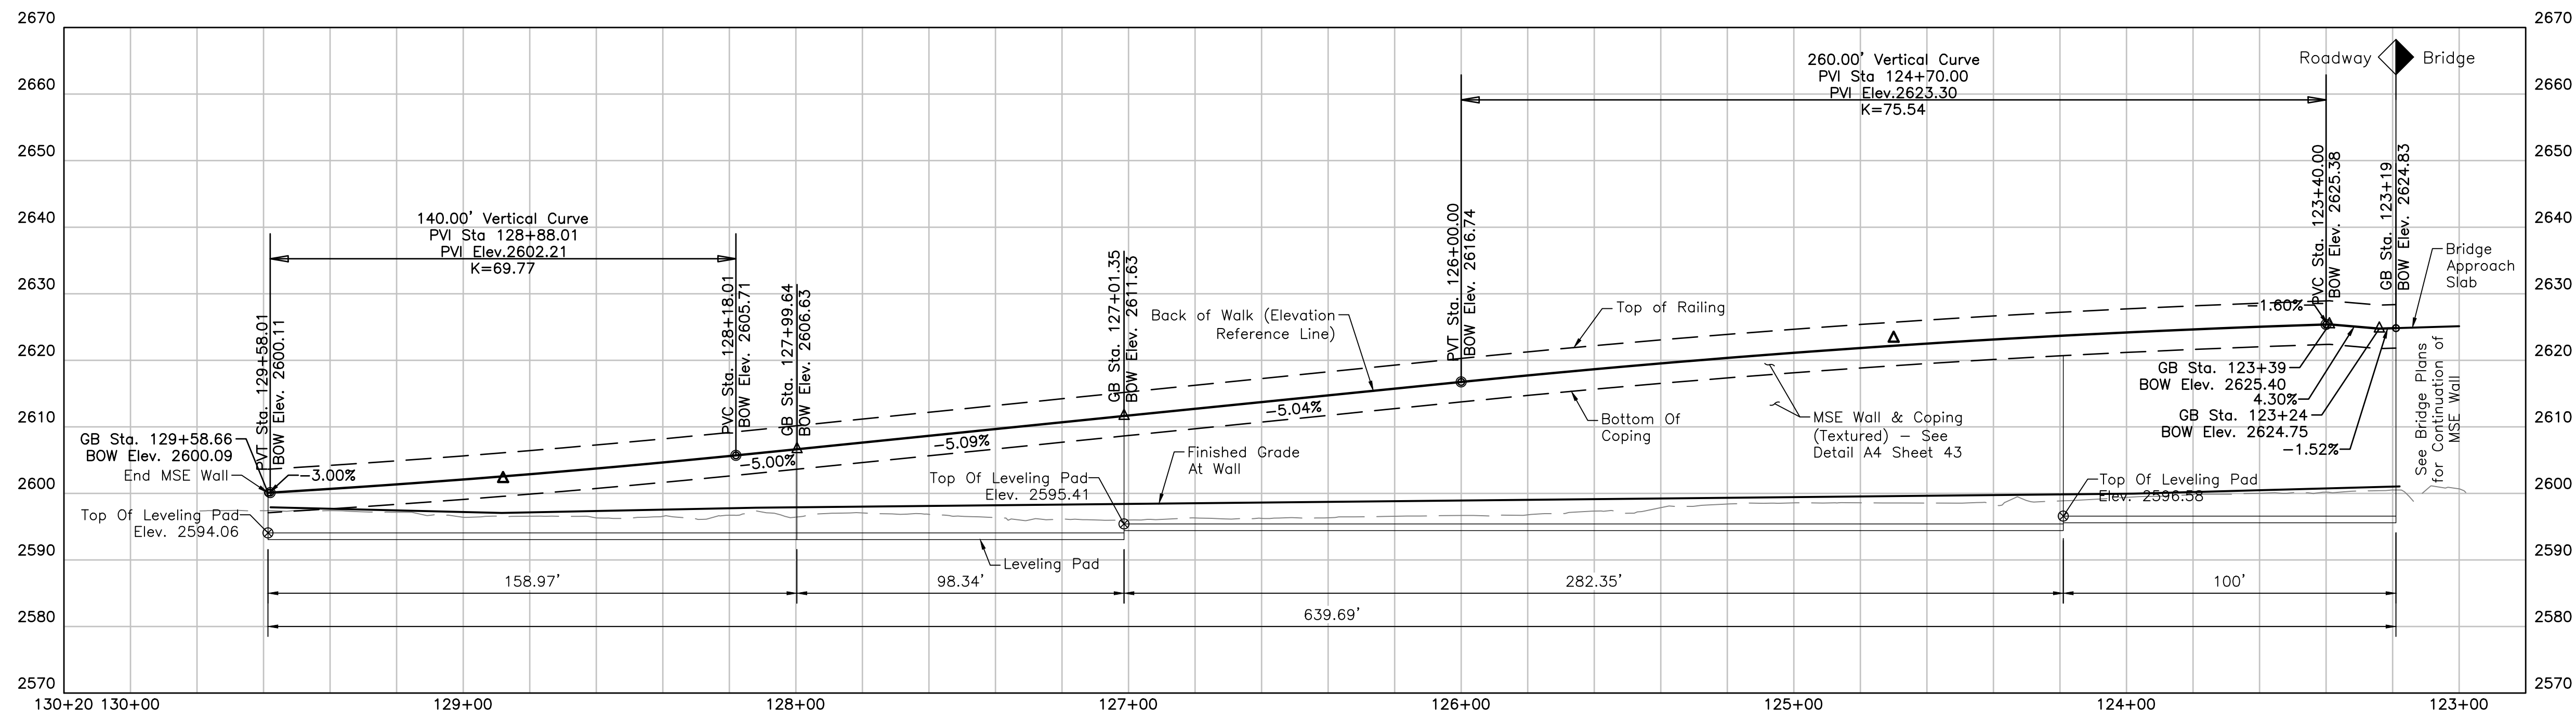 2670
2660
2650
2640
2630
2620
2610
2600
2590
2580
2570
2670
2660
2650
2640
2630
2620
2610
2600
2590
2580
2570
130+20 130+00
129+00
128+00
127+00
126+00
125+00
124+00
123+00
140.00' Vertical Curve
PVI Sta 128+88.01
PVI Elev.2602.21
K=69.77
260.00' Vertical Curve
PVI Sta 124+70.00
PVI Elev.2623.30
K=75.54
Roadway
Bridge
PVT Sta. 129+58.01
BOW Elev. 2600.11
PVC Sta. 128+18.01
BOW Elev. 2605.71
GB Sta. 127+99.64
BOW Elev. 2606.63
GB Sta. 127+01.35
BOW Elev. 2611.63
PVT Sta. 126+00.00
BOW Elev. 2616.74
PVC Sta. 123+40.00
BOW Elev. 2625.38
GB Sta. 123+19
BOW Elev. 2624.83
GB Sta. 129+58.66
BOW Elev. 2600.09
End MSE Wall
-3.00%
Top Of Leveling Pad
Elev. 2594.06
-5.00%
-5.09%
-5.04%
-1.60%
Back of Walk (Elevation
Reference Line)
Top of Railing
Bottom Of
Coping
MSE Wall & Coping
(Textured) – See
Detail A4 Sheet 43
Finished Grade
At Wall
Top Of Leveling Pad
Elev. 2595.41
Leveling Pad
Top Of Leveling Pad
Elev. 2596.58
GB Sta. 123+39
BOW Elev. 2625.40
4.30%
GB Sta. 123+24
BOW Elev. 2624.75
-1.52%
Bridge
Approach
Slab
See Bridge Plans
for Continuation of
MSE Wall
158.97'
98.34'
282.35'
100'
639.69'